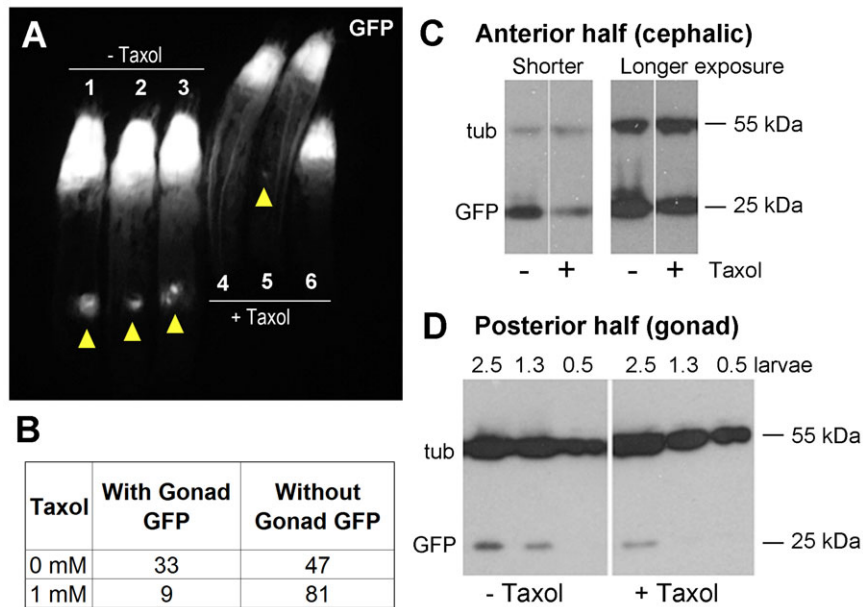 A
GFP
- Taxol
1 2 3
4 5 6
+ Taxol
B
Taxol With Gonad GFP Without Gonad GFP
0 mM 33 47
1 mM 9 81
C Anterior half (cephalic)
Shorter Longer exposure
tub — 55 kDa
GFP — 25 kDa
- + - + Taxol
D Posterior half (gonad)
2.5 1.3 0.5 2.5 1.3 0.5 larvae
tub — 55 kDa
GFP — 25 kDa
- Taxol + Taxol